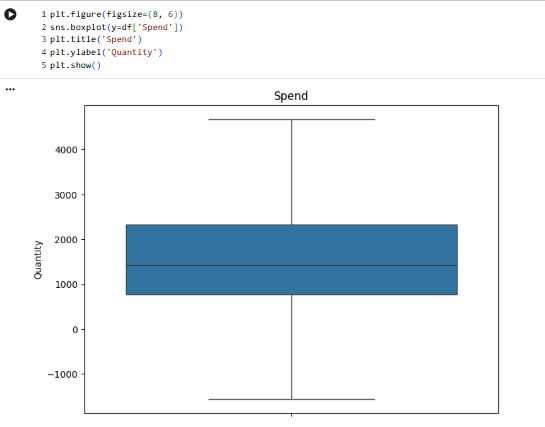 1 plt.figure(figsize=(8, 6))
2 sns.boxplot(y=df['Spend'])
3 plt.title('Spend')
4 plt.ylabel('Quantity')
5 plt.show()
...
Spend
4000
3000
2000
1000
0
−1000
Quantity